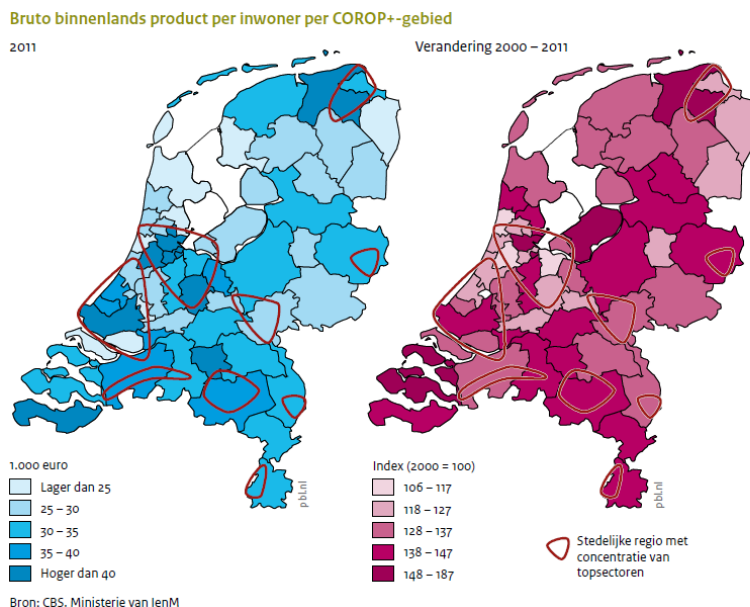 Bruto binnenlands product per inwoner per COROP+-gebied
2011
Verandering 2000 – 2011
1.000 euro
Lager dan 25
25 – 30
30 – 35
35 – 40
Hoger dan 40
pbl.nl
Index (2000 = 100)
106 – 117
118 – 127
128 – 137
138 – 147
148 – 187
pbl.nl
Stedelijke regio met
concentratie van
topsectoren
Bron: CBS, Ministerie van IenM